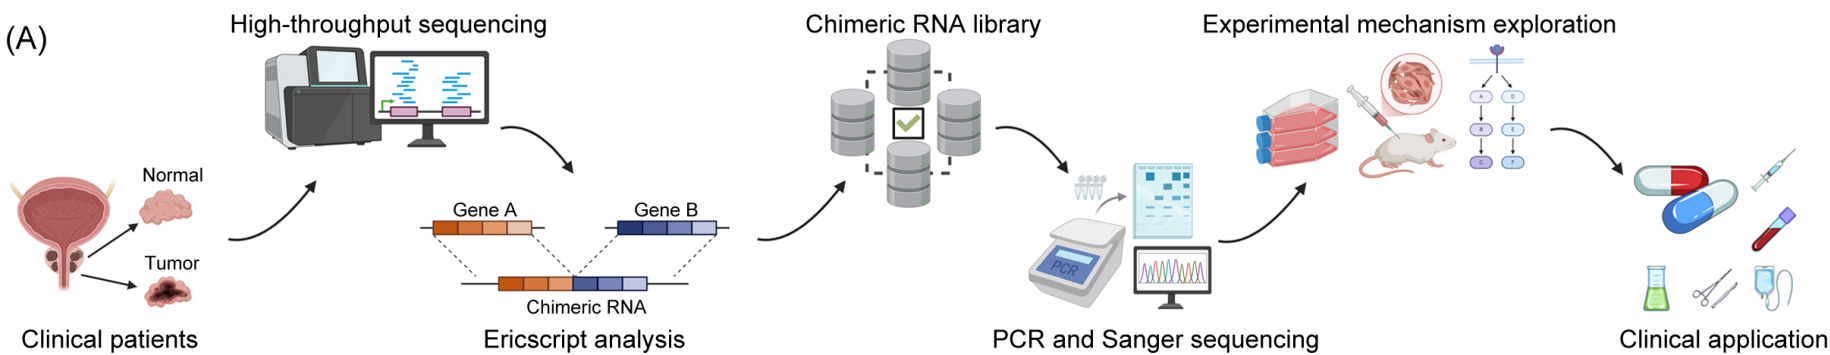 (A)
High-throughput sequencing
Chimeric RNA library
Experimental mechanism exploration
Normal
Tumor
Clinical patients
Gene A
Gene B
Chimeric RNA
Ericscript analysis
PCR
PCR and Sanger sequencing
A
D
B
E
C
F
Clinical application